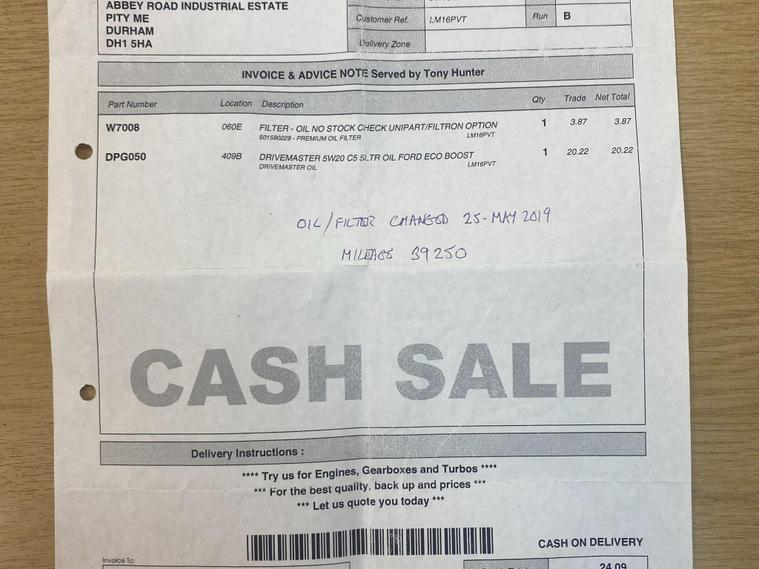 ABBEY ROAD INDUSTRIAL ESTATE
PITY ME
DURHAM
DH1 5HA
Customer Ref. LM16PVT Run B
Delivery Zone
INVOICE & ADVICE NOTE Served by Tony Hunter
Part Number Location Description Qty Trade Net Total
W7008 060E FILTER - OIL NO STOCK CHECK UNIPART/FILTRON OPTION 1 3.87 3.87
501590229 - PREMIUM OIL FILTER LM16PVT
DPG050 409B DRIVEMASTER 5W20 C5 5LTR OIL FORD ECO BOOST 1 20.22 20.22
DRIVEMASTER OIL LM16PVT
OIL/FILTER CHANGED 25-MAY 2019
MILEAGE 39250
CASH SALE
Delivery Instructions :
**** Try us for Engines, Gearboxes and Turbos ****
*** For the best quality, back up and prices ***
*** Let us quote you today ***
CASH ON DELIVERY
Invoice To:
24.09